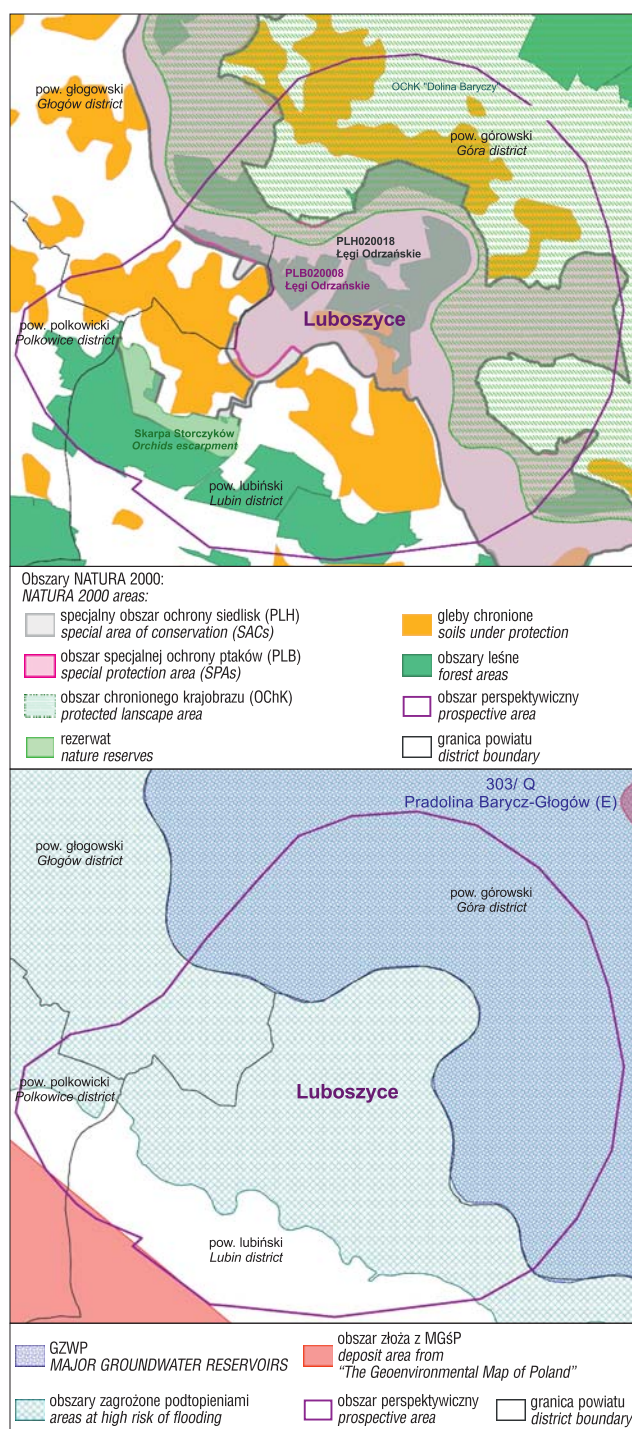 OChK "Dolina Baryczy"
pow. głogowski
Głogów district
pow. górowski
Góra district
PLH020018
Łęgi Odrzańskie
PLB020008
Łęgi Odrzańskie
Luboszyce
pow. polkowicki
Polkowice district
Skarpa Storczyków
Orchids escarpment
pow. lubiński
Lubin district
Obszary NATURA 2000:
NATURA 2000 areas:
specjalny obszar ochrony siedlisk (PLH)
special area of conservation (SACs)
obszar specjalnej ochrony ptaków (PLB)
special protection area (SPAs)
obszar chronionego krajobrazu (OChK)
protected lanscape area
rezerwat
nature reserves
gleby chronione
soils under protection
obszary leśne
forest areas
obszar perspektywiczny
prospective area
granica powiatu
district boundary
303/ Q
Pradolina Barycz-Głogów (E)
pow. głogowski
Głogów district
pow. górowski
Góra district
pow. polkowicki
Polkowice district
Luboszyce
pow. lubiński
Lubin district
GZWP
MAJOR GROUNDWATER RESERVOIRS
obszar złoża z MGśP
deposit area from
“The Geoenvironmental Map of Poland”
obszary zagrożone podtopieniami
areas at high risk of flooding
obszar perspektywiczny
prospective area
granica powiatu
district boundary